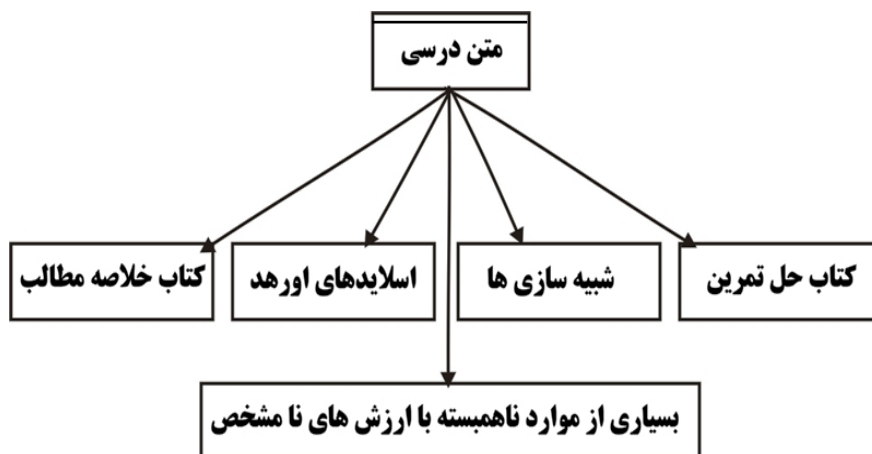 متن درسی
کتاب حل تمرین
شبیه سازی ها
اسلایدهای اورهد
کتاب خلاصه مطالب
بسیاری از موارد ناهمبسته با ارزش های نا مشخص